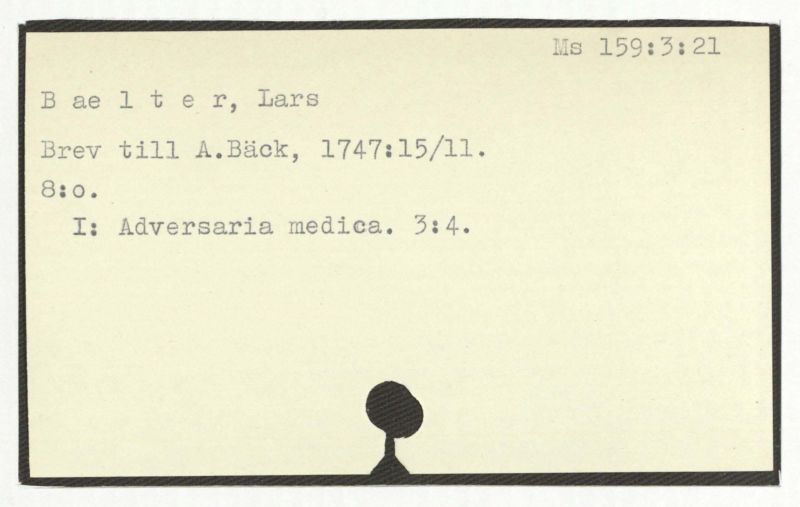 Ms 159:3:21
B ae l t e r, Lars
Brev till A.Bäck, 1747:15/11.
8:o.
I: Adversaria medica. 3:4.